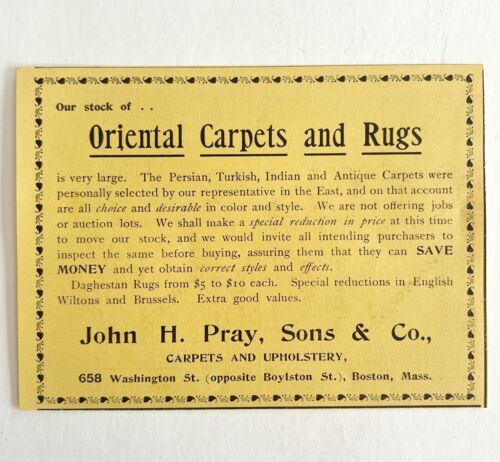 Our stock of . .
Oriental Carpets and Rugs
is very large. The Persian, Turkish, Indian and Antique Carpets were
personally selected by our representative in the East, and on that account
are all choice and desirable in color and style. We are not offering jobs
or auction lots. We shall make a special reduction in price at this time
to move our stock, and we would invite all intending purchasers to
inspect the same before buying, assuring them that they can SAVE
MONEY and yet obtain correct styles and effects.
Daghestan Rugs from $5 to $10 each. Special reductions in English
Wiltons and Brussels. Extra good values.
John H. Pray, Sons & Co.,
CARPETS AND UPHOLSTERY,
658 Washington St. (opposite Boylston St.), Boston, Mass.